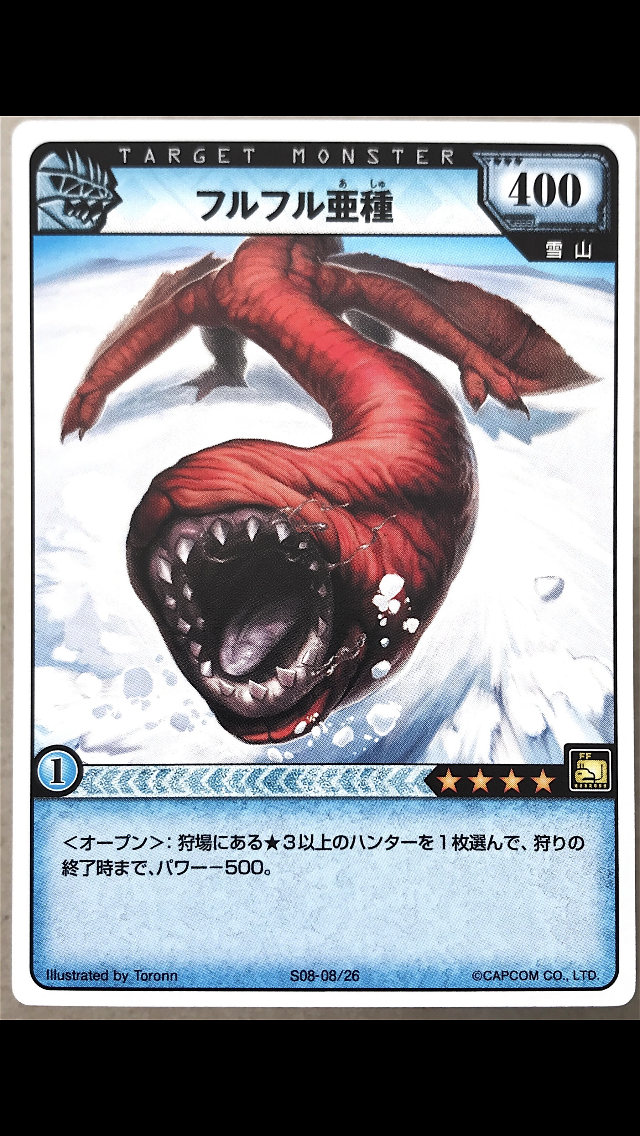 TARGET MONSTER
フルフル亜種
あ しゅ
400
雪山
1
★★★★
FF
<オープン>：狩場にある★3以上のハンターを1枚選んで、狩りの
終了時まで、パワー−500。
Illustrated by Toronn
S08-08/26
©CAPCOM CO., LTD.